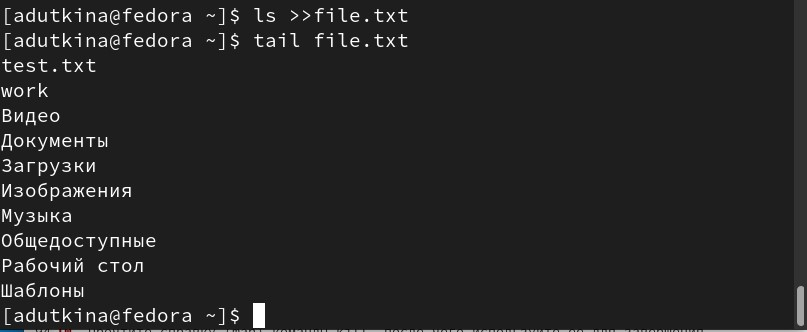 [adutkina@fedora ~]$ ls >>file.txt
[adutkina@fedora ~]$ tail file.txt
test.txt
work
Видео
Документы
Загрузки
Изображения
Музыка
Общедоступные
Рабочий стол
Шаблоны
[adutkina@fedora ~]$